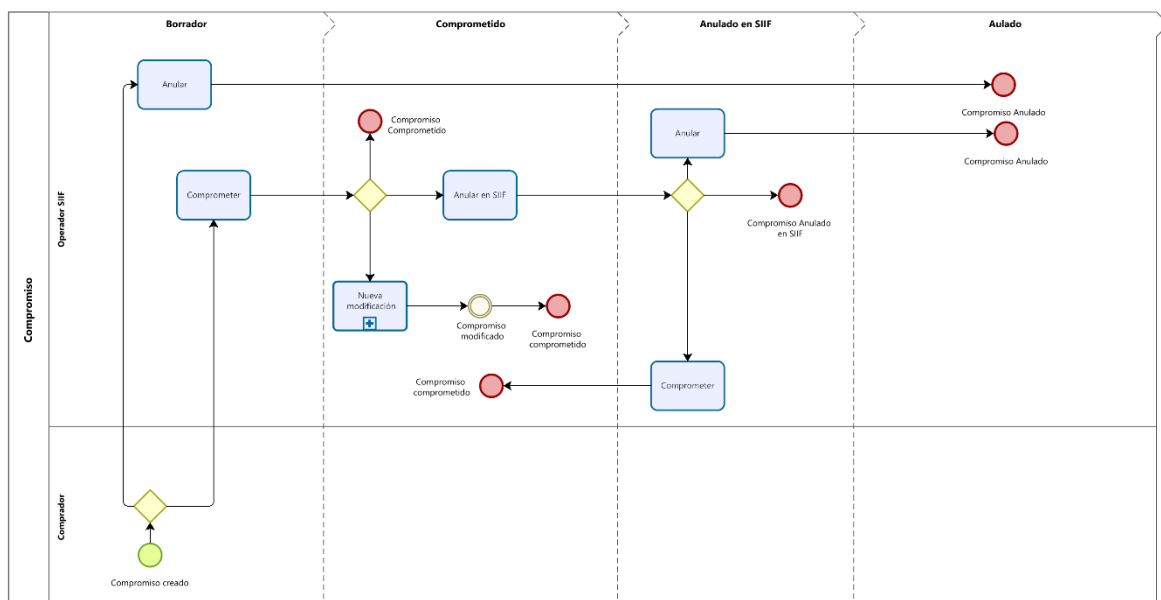 Borrador
Comprometido
Anulado en SIIF
Aulado
Compromiso
Operador SIIF
Comprador
Anular
Compromiso Anulado
Compromiso
Comprometido
Anular
Compromiso Anulado
Comprometer
Anular en SIIF
Compromiso Anulado
en SIIF
Nueva
modificación
Compromiso
modificado
Compromiso
comprometido
Compromiso
comprometido
Comprometer
Compromiso creado